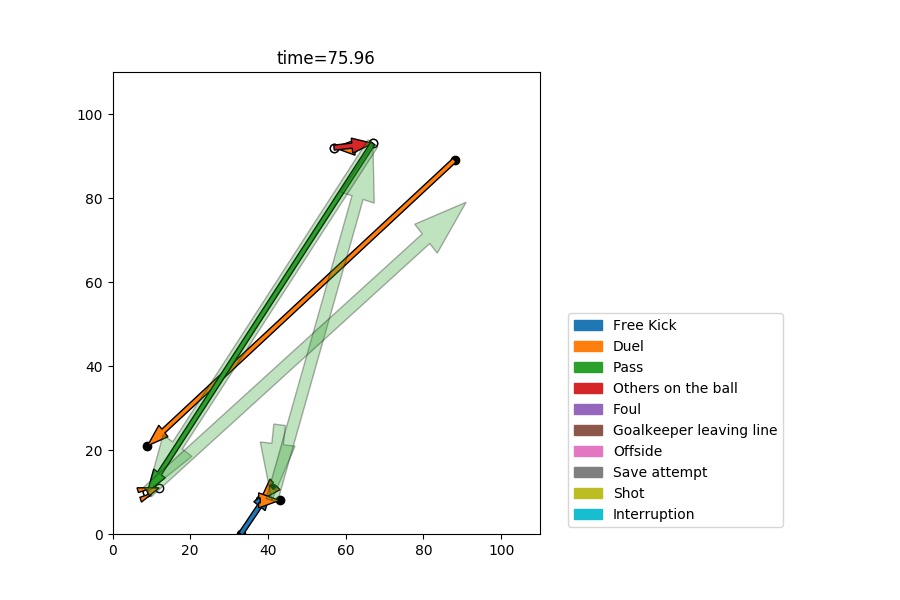 time=75.96
100
80
60
40
20
0
0 20 40 60 80 100
Free Kick
Duel
Pass
Others on the ball
Foul
Goalkeeper leaving line
Offside
Save attempt
Shot
Interruption